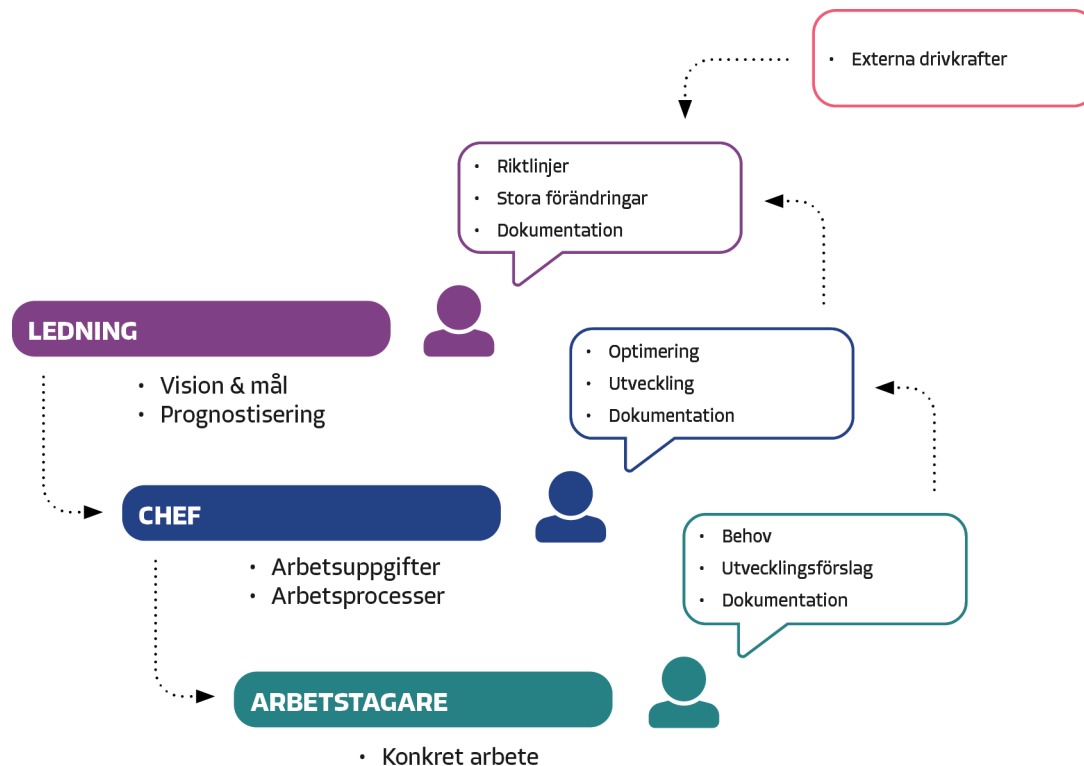 • Externa drivkrafter
• Riktlinjer
• Stora förändringar
• Dokumentation
LEDNING
• Vision & mål
• Prognostisering
• Optimering
• Utveckling
• Dokumentation
CHEF
• Arbetsuppgifter
• Arbetsprocesser
• Behov
• Utvecklingsförslag
• Dokumentation
ARBETSTAGARE
• Konkret arbete